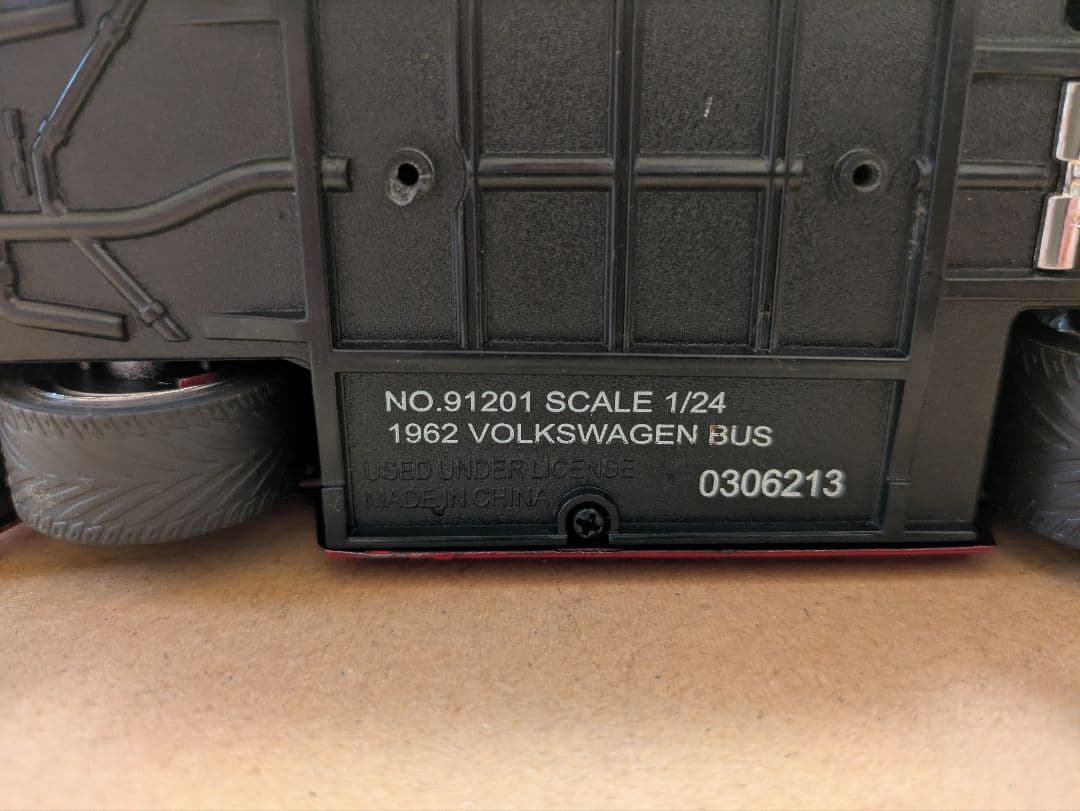 NO.91201 SCALE 1/24
1962 VOLKSWAGEN BUS
USED UNDER LICENSE
MADE IN CHINA
0306213